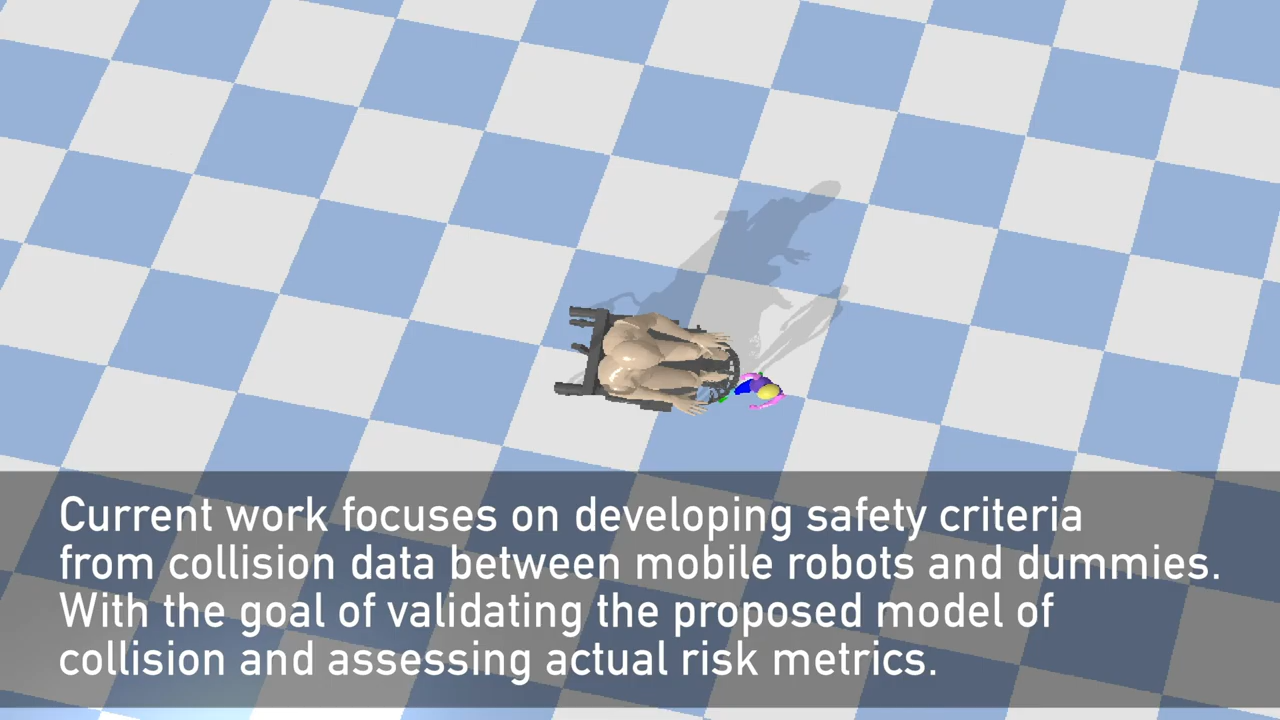 Current work focuses on developing safety criteria
from collision data between mobile robots and dummies.
With the goal of validating the proposed model of
collision and assessing actual risk metrics.